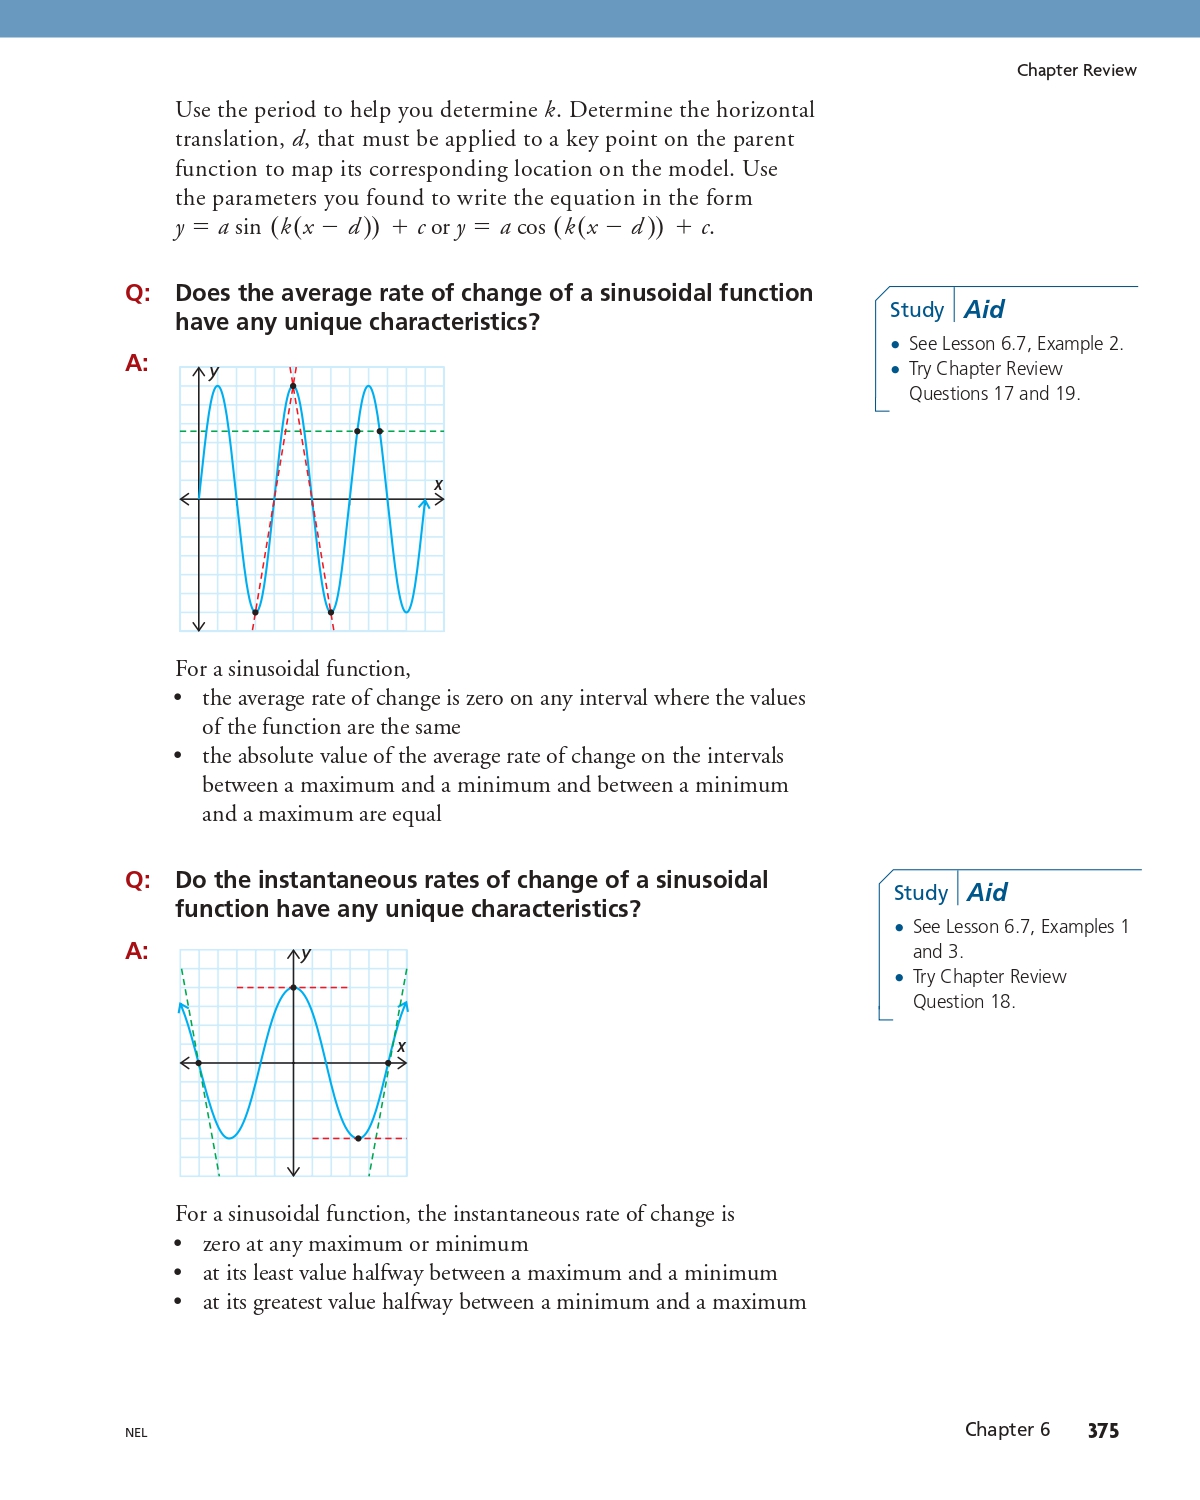 Chapter Review
Use the period to help you determine k. Determine the horizontal
translation, d, that must be applied to a key point on the parent
function to map its corresponding location on the model. Use
the parameters you found to write the equation in the form
y = a sin (k(x − d)) + c or y = a cos (k(x − d)) + c.
Q: Does the average rate of change of a sinusoidal function
have any unique characteristics?
Study Aid
• See Lesson 6.7, Example 2.
• Try Chapter Review
Questions 17 and 19.
A:
y
x
For a sinusoidal function,
• the average rate of change is zero on any interval where the values
of the function are the same
• the absolute value of the average rate of change on the intervals
between a maximum and a minimum and between a minimum
and a maximum are equal
Q: Do the instantaneous rates of change of a sinusoidal
function have any unique characteristics?
Study Aid
• See Lesson 6.7, Examples 1
and 3.
• Try Chapter Review
Question 18.
A:
y
x
For a sinusoidal function, the instantaneous rate of change is
• zero at any maximum or minimum
• at its least value halfway between a maximum and a minimum
• at its greatest value halfway between a minimum and a maximum
NEL
Chapter 6 375